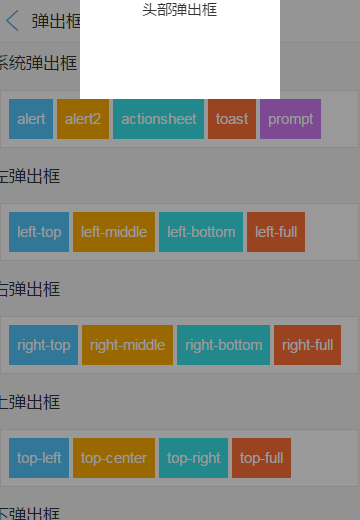 头部弹出框
弹出框
系统弹出框
alert alert2 actionsheet toast prompt
左弹出框
left-top left-middle left-bottom left-full
右弹出框
right-top right-middle right-bottom right-full
上弹出框
top-left top-center top-right top-full
下弹出框